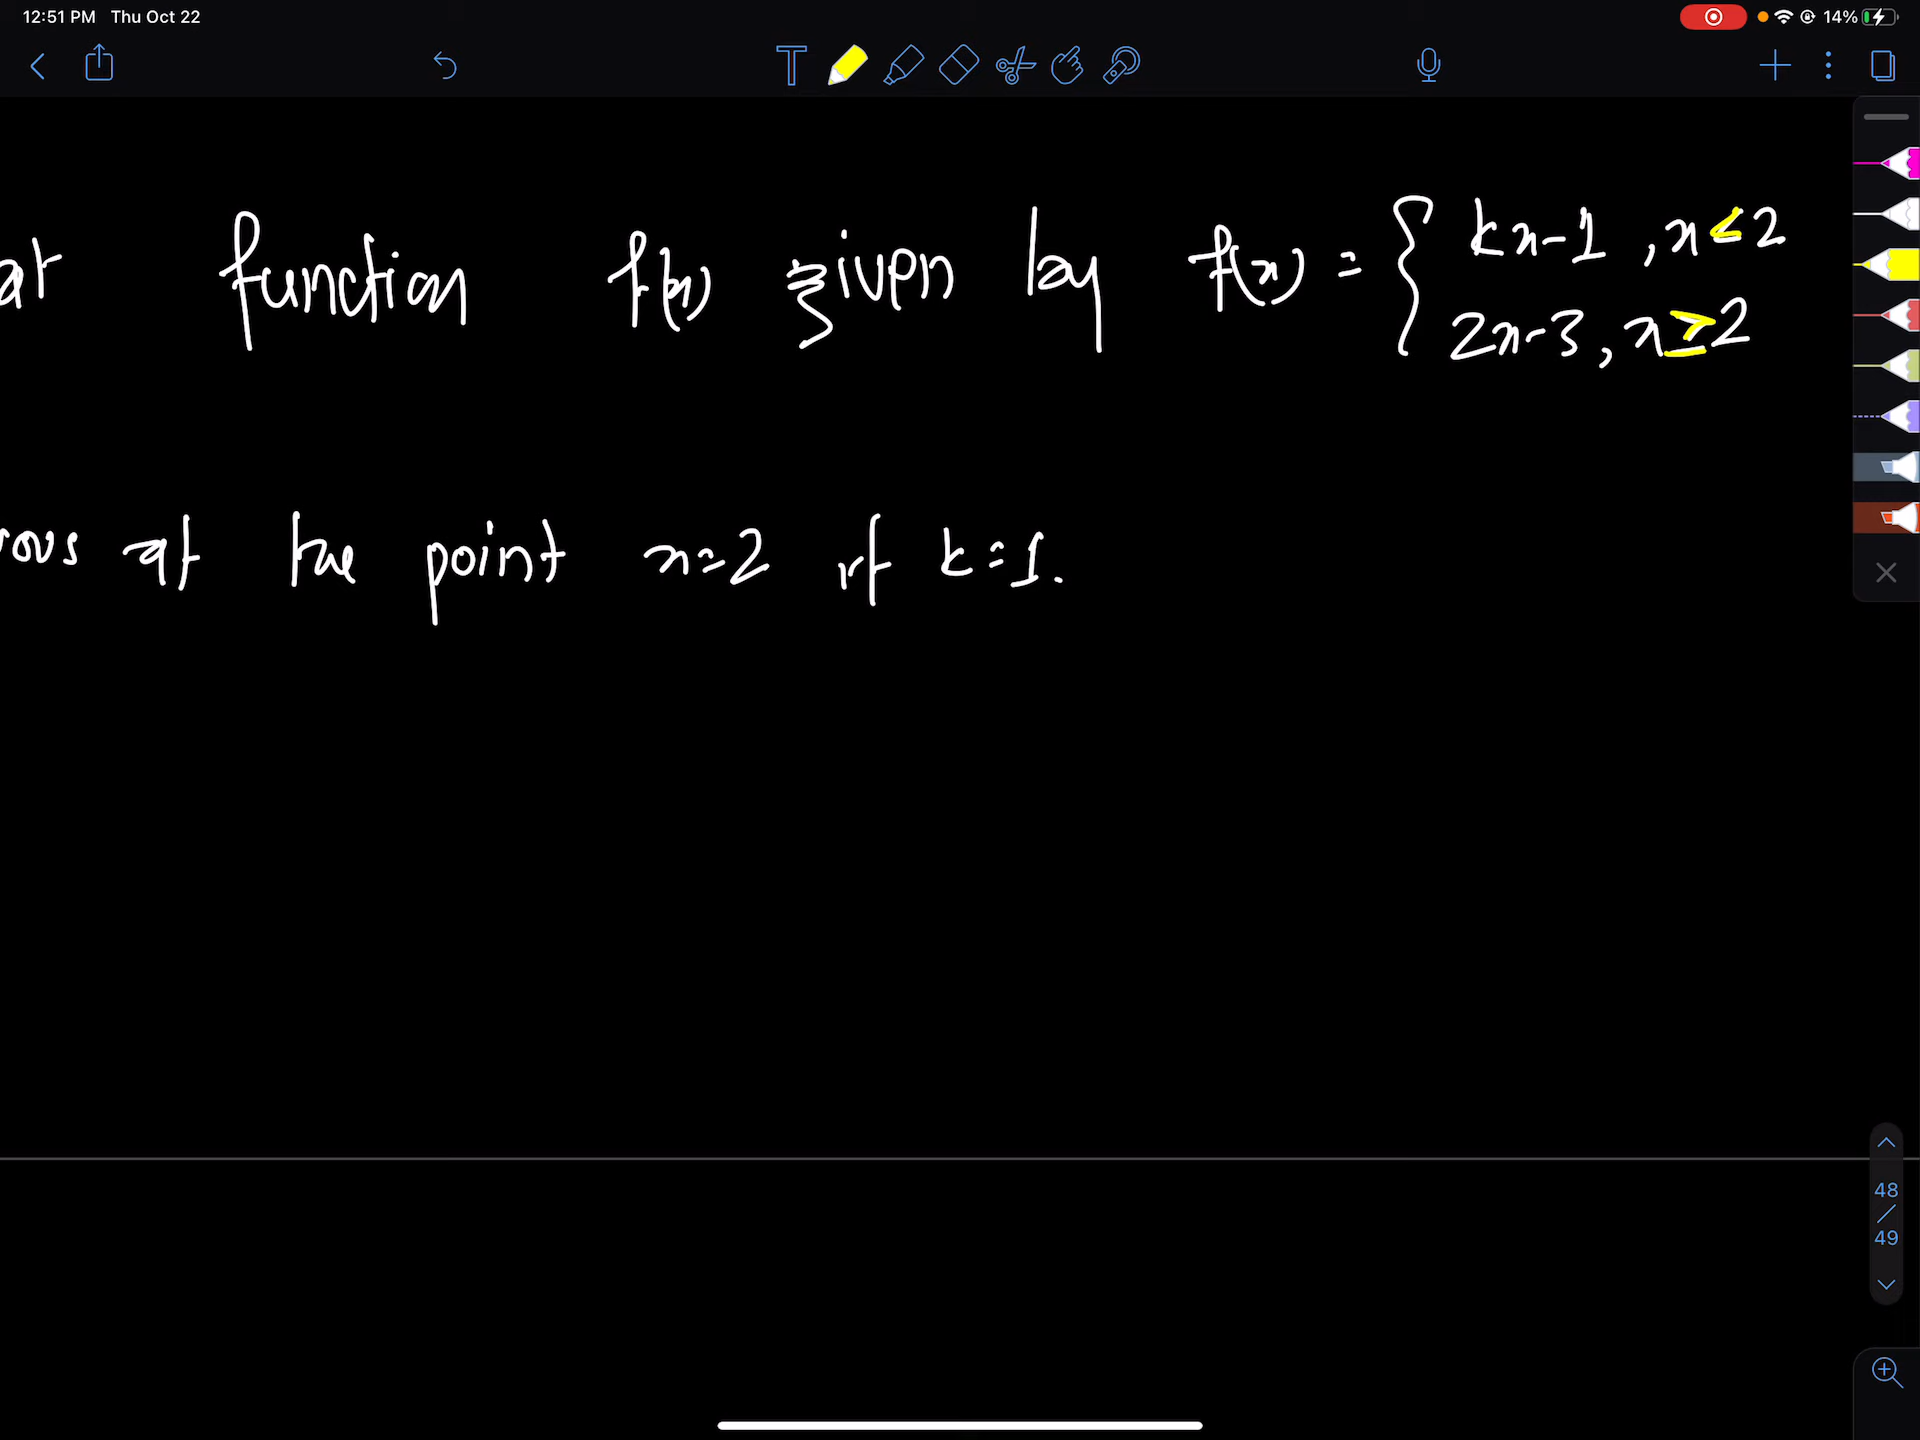 12:51 PM Thu Oct 22
14%
at function f(x) given by f(x) = { kx-1 , x<2
2x-3, x≥2
ous at the point x=2 if k=1.
48
/
49